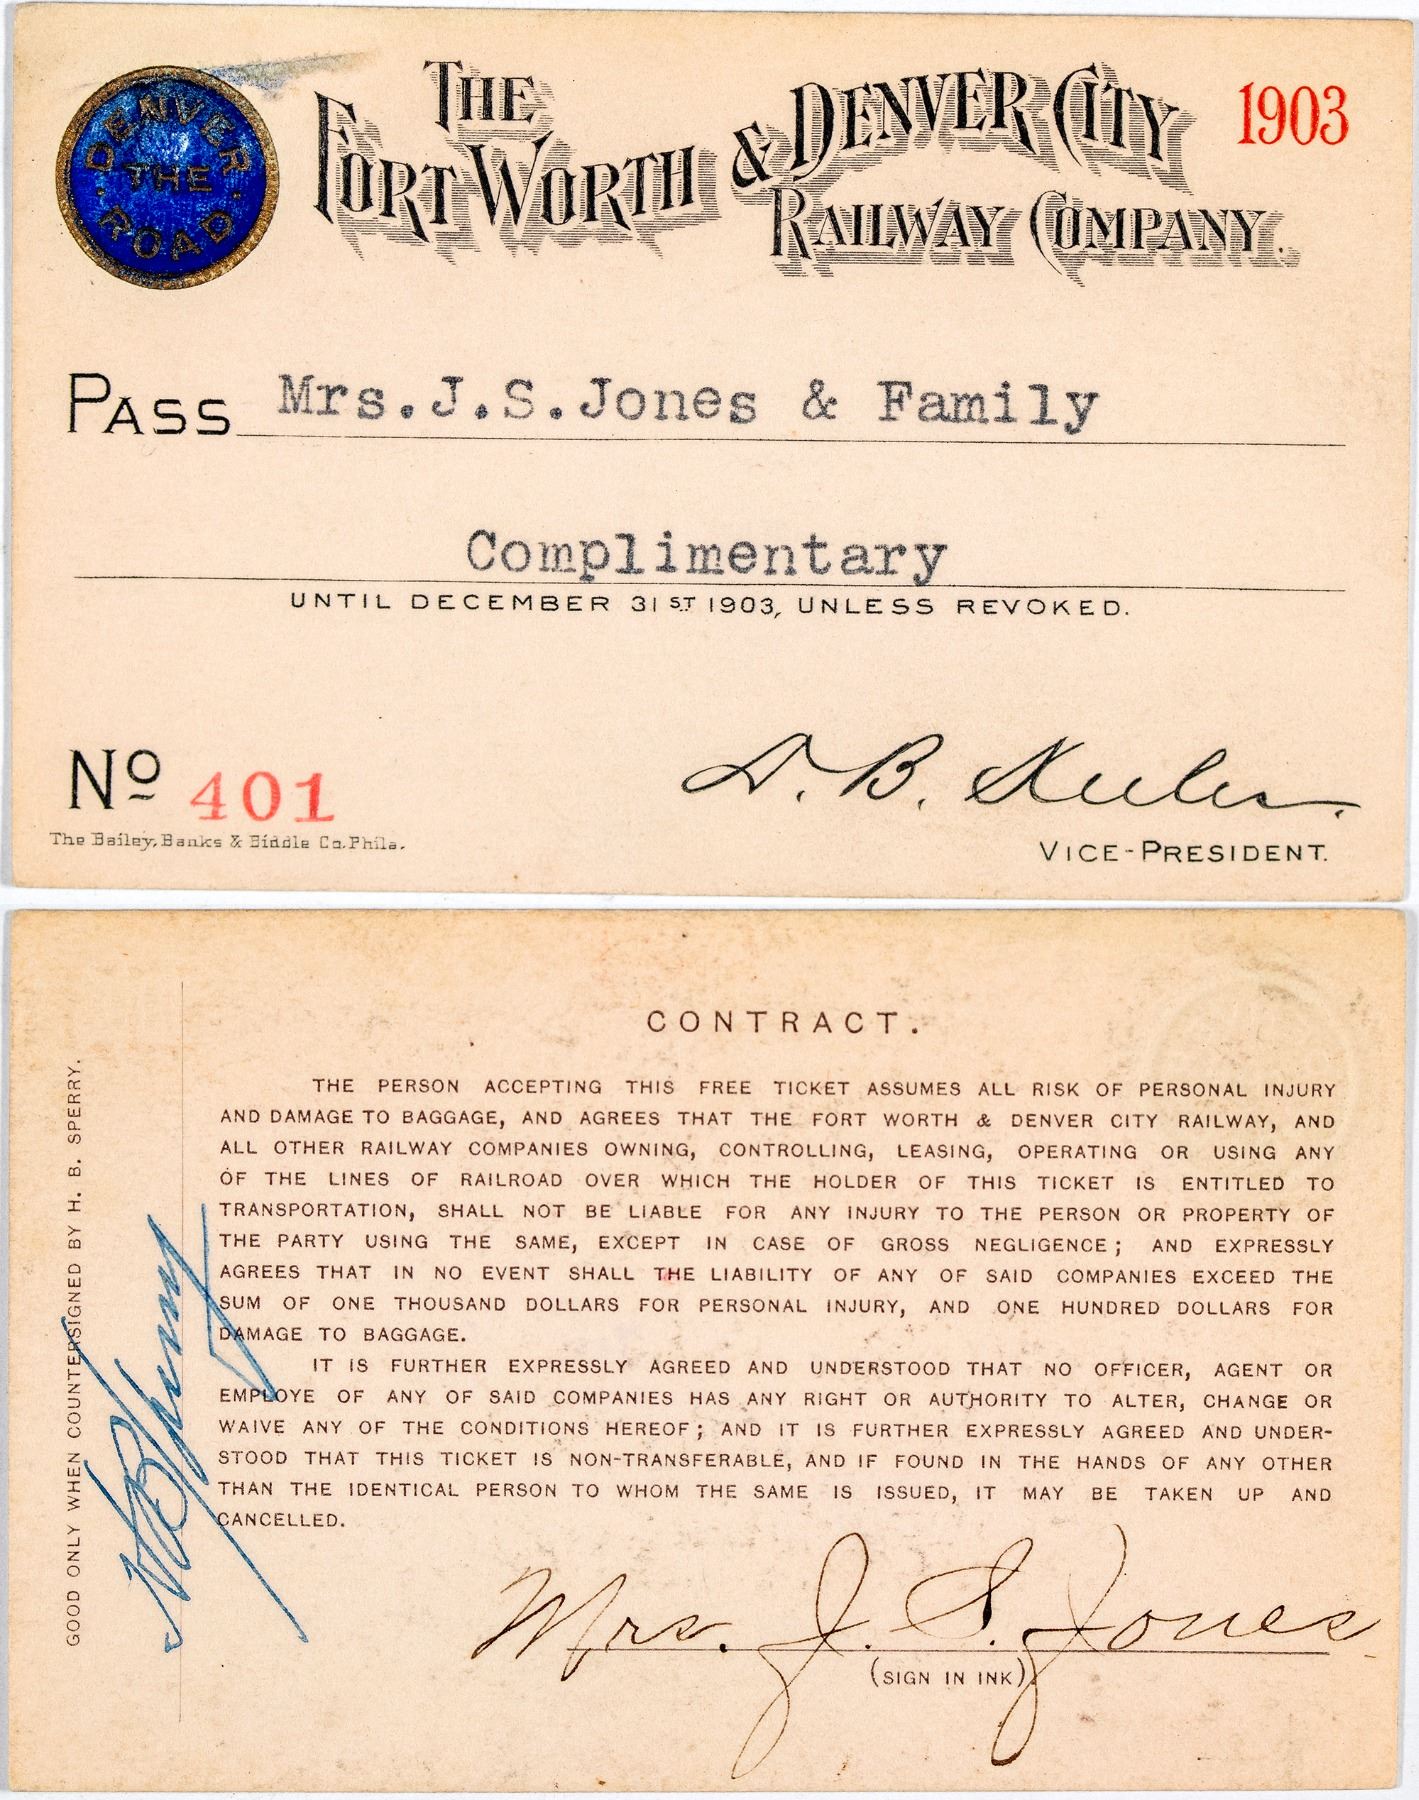 DENVER
THE
ROAD
THE
FORT WORTH & DENVER CITY
RAILWAY COMPANY.
1903
PASS Mrs.J.S.Jones & Family
Complimentary
UNTIL DECEMBER 31ST 1903, UNLESS REVOKED.
No 401
D. B. Keeler.
VICE-PRESIDENT.
The Bailey, Banks & Biddle Co. Phila.
CONTRACT.
THE PERSON ACCEPTING THIS FREE TICKET ASSUMES ALL RISK OF PERSONAL INJURY
AND DAMAGE TO BAGGAGE, AND AGREES THAT THE FORT WORTH & DENVER CITY RAILWAY, AND
ALL OTHER RAILWAY COMPANIES OWNING, CONTROLLING, LEASING, OPERATING OR USING ANY
OF THE LINES OF RAILROAD OVER WHICH THE HOLDER OF THIS TICKET IS ENTITLED TO
TRANSPORTATION, SHALL NOT BE LIABLE FOR ANY INJURY TO THE PERSON OR PROPERTY OF
THE PARTY USING THE SAME, EXCEPT IN CASE OF GROSS NEGLIGENCE; AND EXPRESSLY
AGREES THAT IN NO EVENT SHALL THE LIABILITY OF ANY OF SAID COMPANIES EXCEED THE
SUM OF ONE THOUSAND DOLLARS FOR PERSONAL INJURY, AND ONE HUNDRED DOLLARS FOR
DAMAGE TO BAGGAGE.
IT IS FURTHER EXPRESSLY AGREED AND UNDERSTOOD THAT NO OFFICER, AGENT OR
EMPLOYE OF ANY OF SAID COMPANIES HAS ANY RIGHT OR AUTHORITY TO ALTER, CHANGE OR
WAIVE ANY OF THE CONDITIONS HEREOF; AND IT IS FURTHER EXPRESSLY AGREED AND UNDER-
STOOD THAT THIS TICKET IS NON-TRANSFERABLE, AND IF FOUND IN THE HANDS OF ANY OTHER
THAN THE IDENTICAL PERSON TO WHOM THE SAME IS ISSUED, IT MAY BE TAKEN UP AND
CANCELLED.
Mrs. J. S. Jones.
(SIGN IN INK)
GOOD ONLY WHEN COUNTERSIGNED BY H. B. SPERRY.
H B Sperry